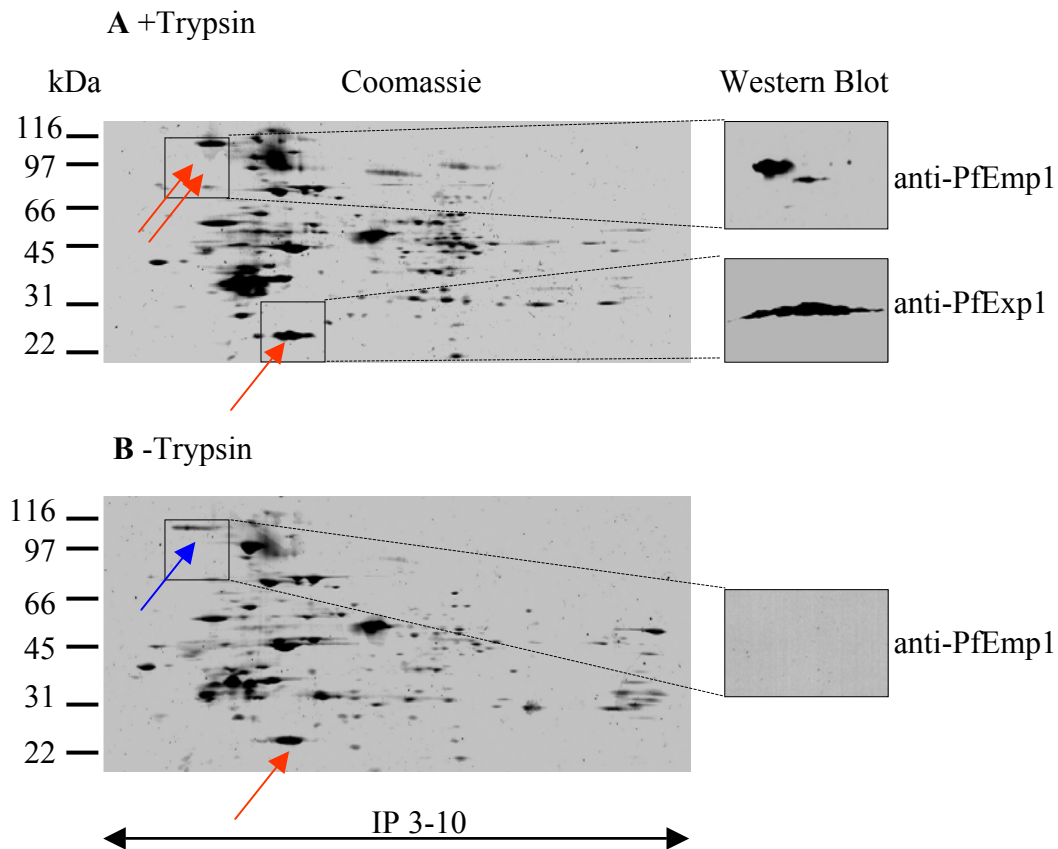 A +Trypsin
kDa Coomassie Western Blot
116
97
66
45
31
22
anti-PfEmp1
anti-PfExp1
B -Trypsin
116
97
66
45
31
22
anti-PfEmp1
IP 3-10